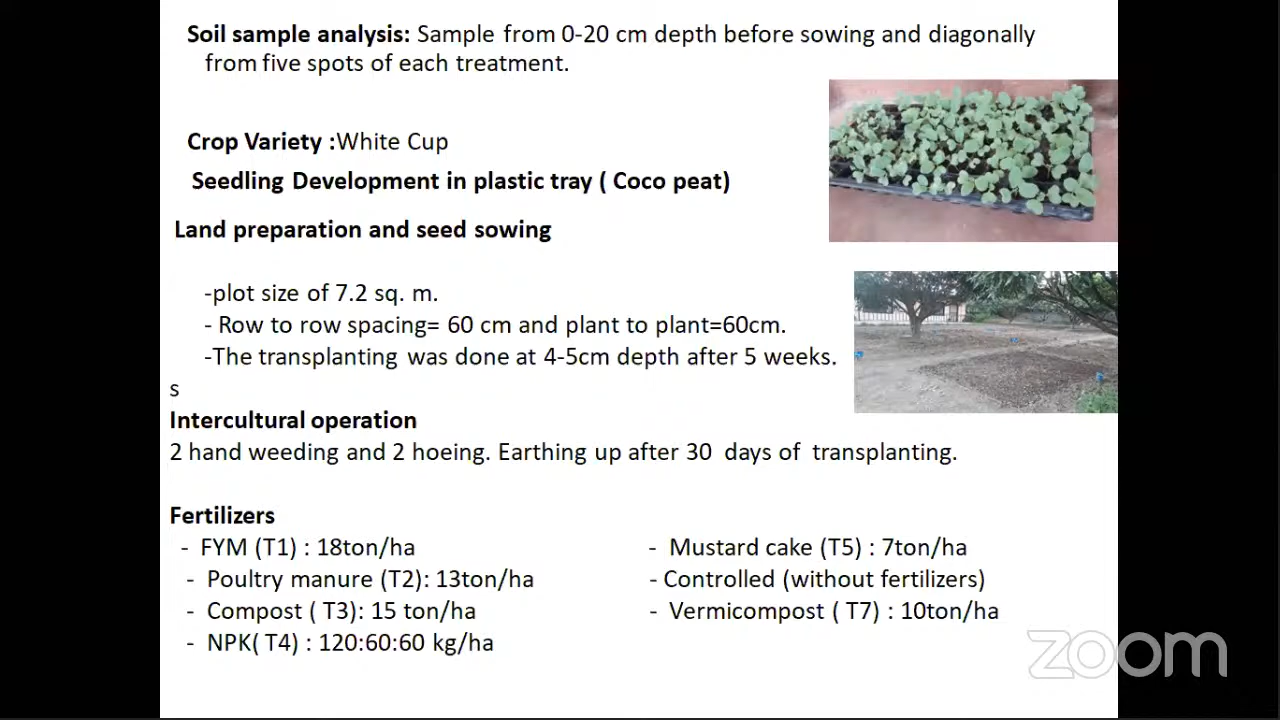 Soil sample analysis: Sample from 0-20 cm depth before sowing and diagonally
from five spots of each treatment.
Crop Variety :White Cup
Seedling Development in plastic tray ( Coco peat)
Land preparation and seed sowing
-plot size of 7.2 sq. m.
- Row to row spacing= 60 cm and plant to plant=60cm.
-The transplanting was done at 4-5cm depth after 5 weeks.
s
Intercultural operation
2 hand weeding and 2 hoeing. Earthing up after 30 days of transplanting.
Fertilizers
- FYM (T1) : 18ton/ha
- Poultry manure (T2): 13ton/ha
- Compost ( T3): 15 ton/ha
- NPK( T4) : 120:60:60 kg/ha
- Mustard cake (T5) : 7ton/ha
- Controlled (without fertilizers)
- Vermicompost ( T7) : 10ton/ha
zoom